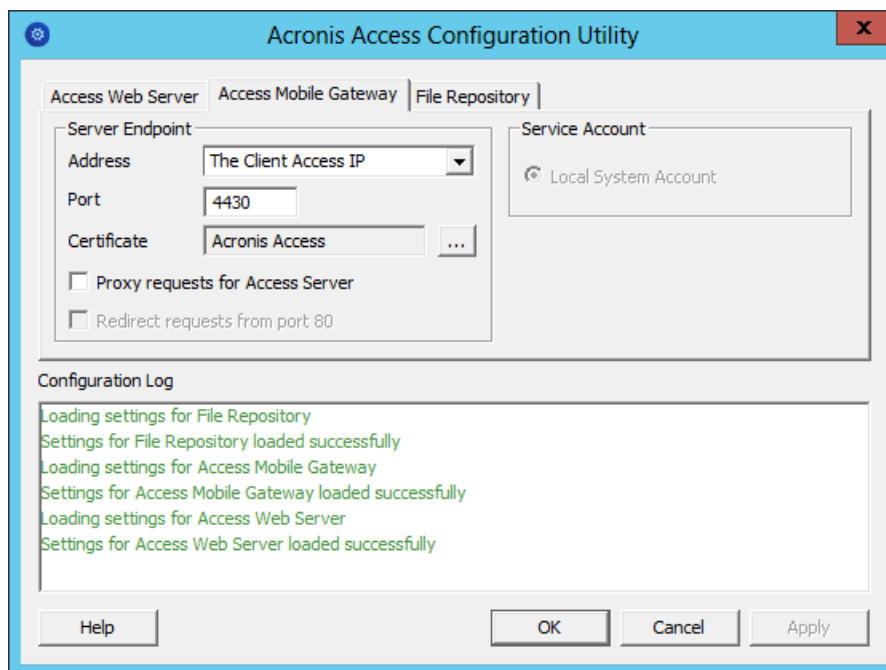 Acronis Access Configuration Utility
x
Access Web Server
Access Mobile Gateway
File Repository
Server Endpoint
Address
The Client Access IP
Port
4430
Certificate
Acronis Access
...
Proxy requests for Access Server
Redirect requests from port 80
Service Account
Local System Account
Configuration Log
Loading settings for File Repository
Settings for File Repository loaded successfully
Loading settings for Access Mobile Gateway
Settings for Access Mobile Gateway loaded successfully
Loading settings for Access Web Server
Settings for Access Web Server loaded successfully
Help
OK
Cancel
Apply